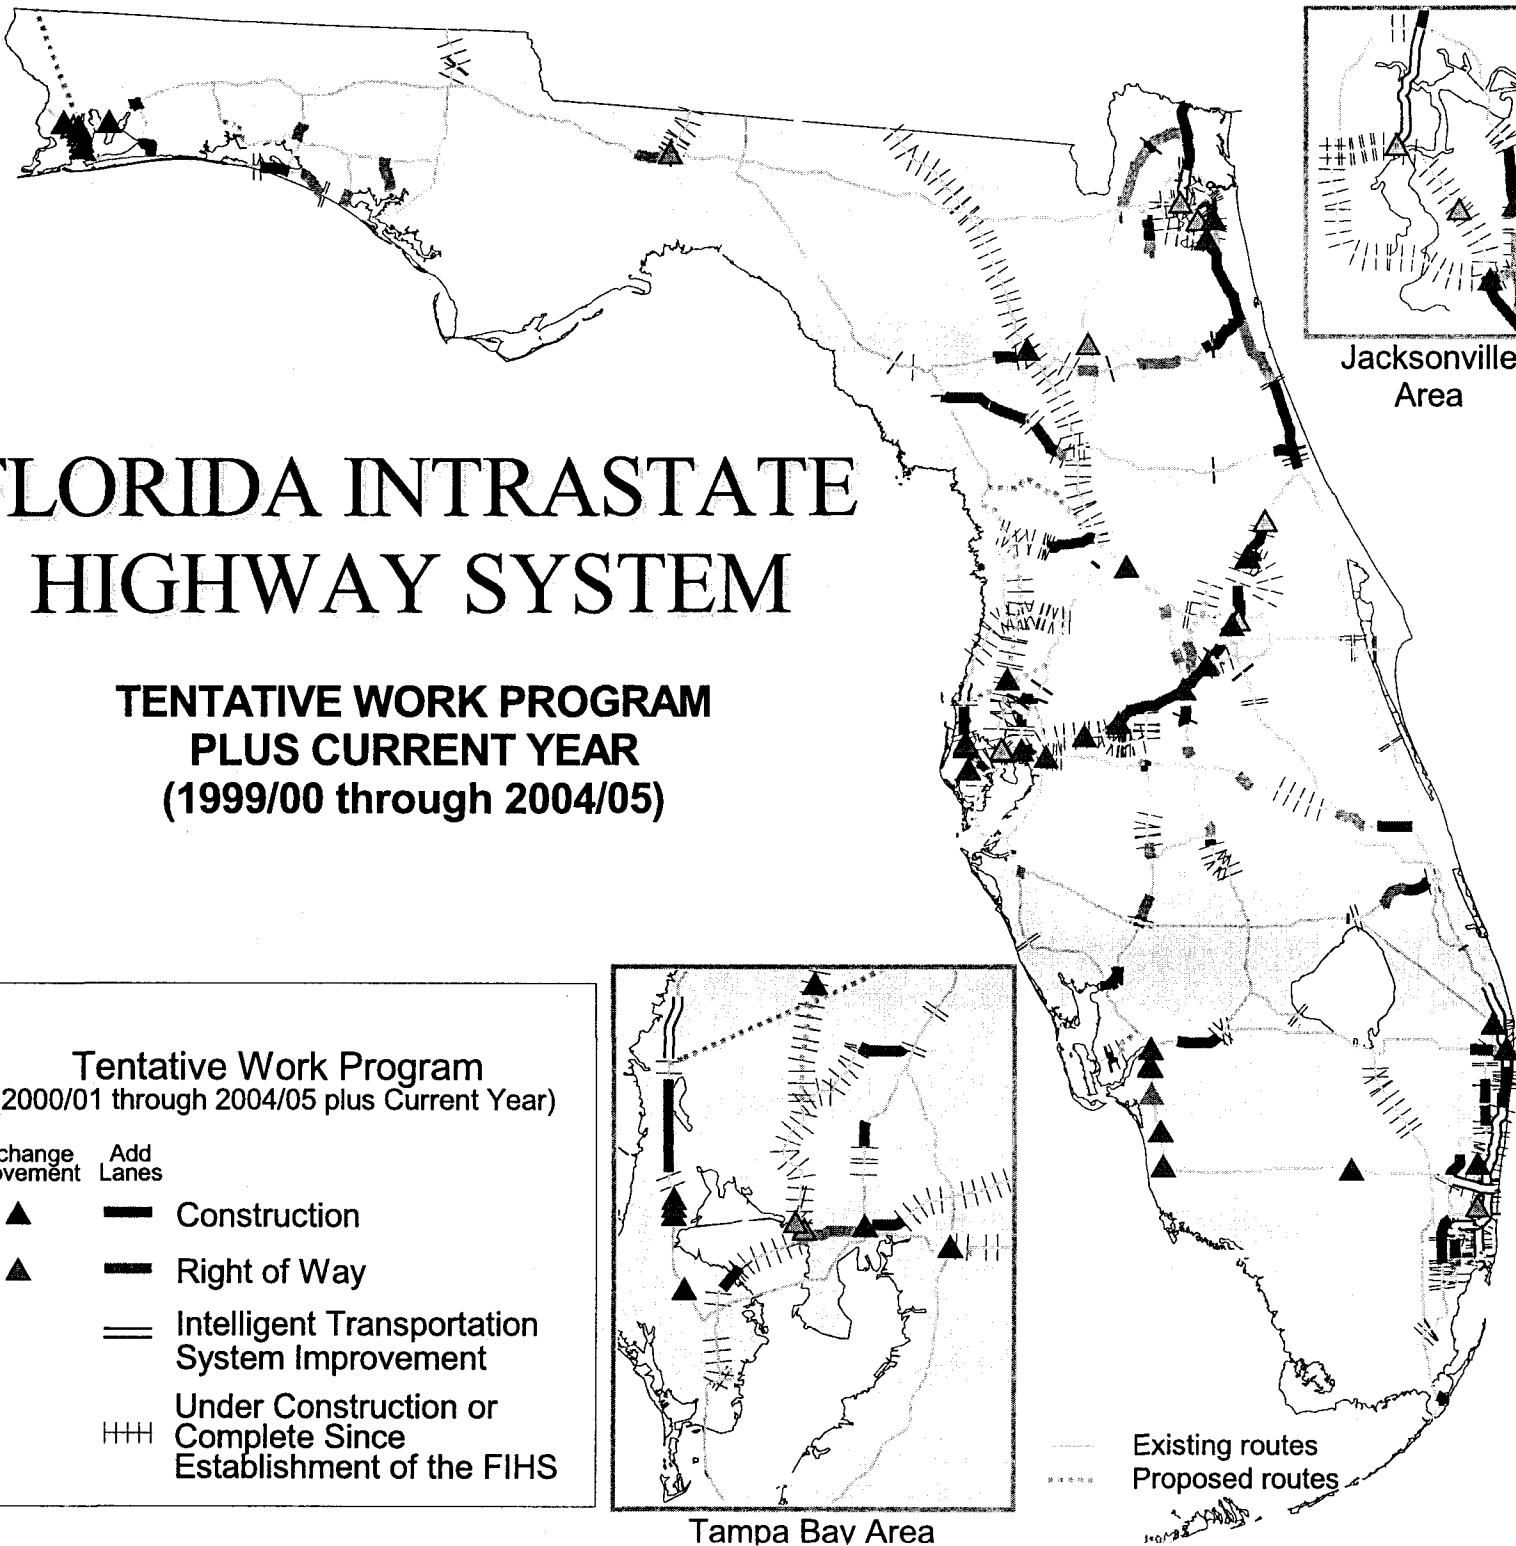 FLORIDA INTRASTATE
HIGHWAY SYSTEM
TENTATIVE WORK PROGRAM
PLUS CURRENT YEAR
(1999/00 through 2004/05)
Jacksonville
Area
Tentative Work Program
2000/01 through 2004/05 plus Current Year)
change
ovement
Add
Lanes
Construction
Right of Way
Intelligent Transportation
System Improvement
Under Construction or
Complete Since
Establishment of the FIHS
Existing routes
Proposed routes
Tampa Bay Area